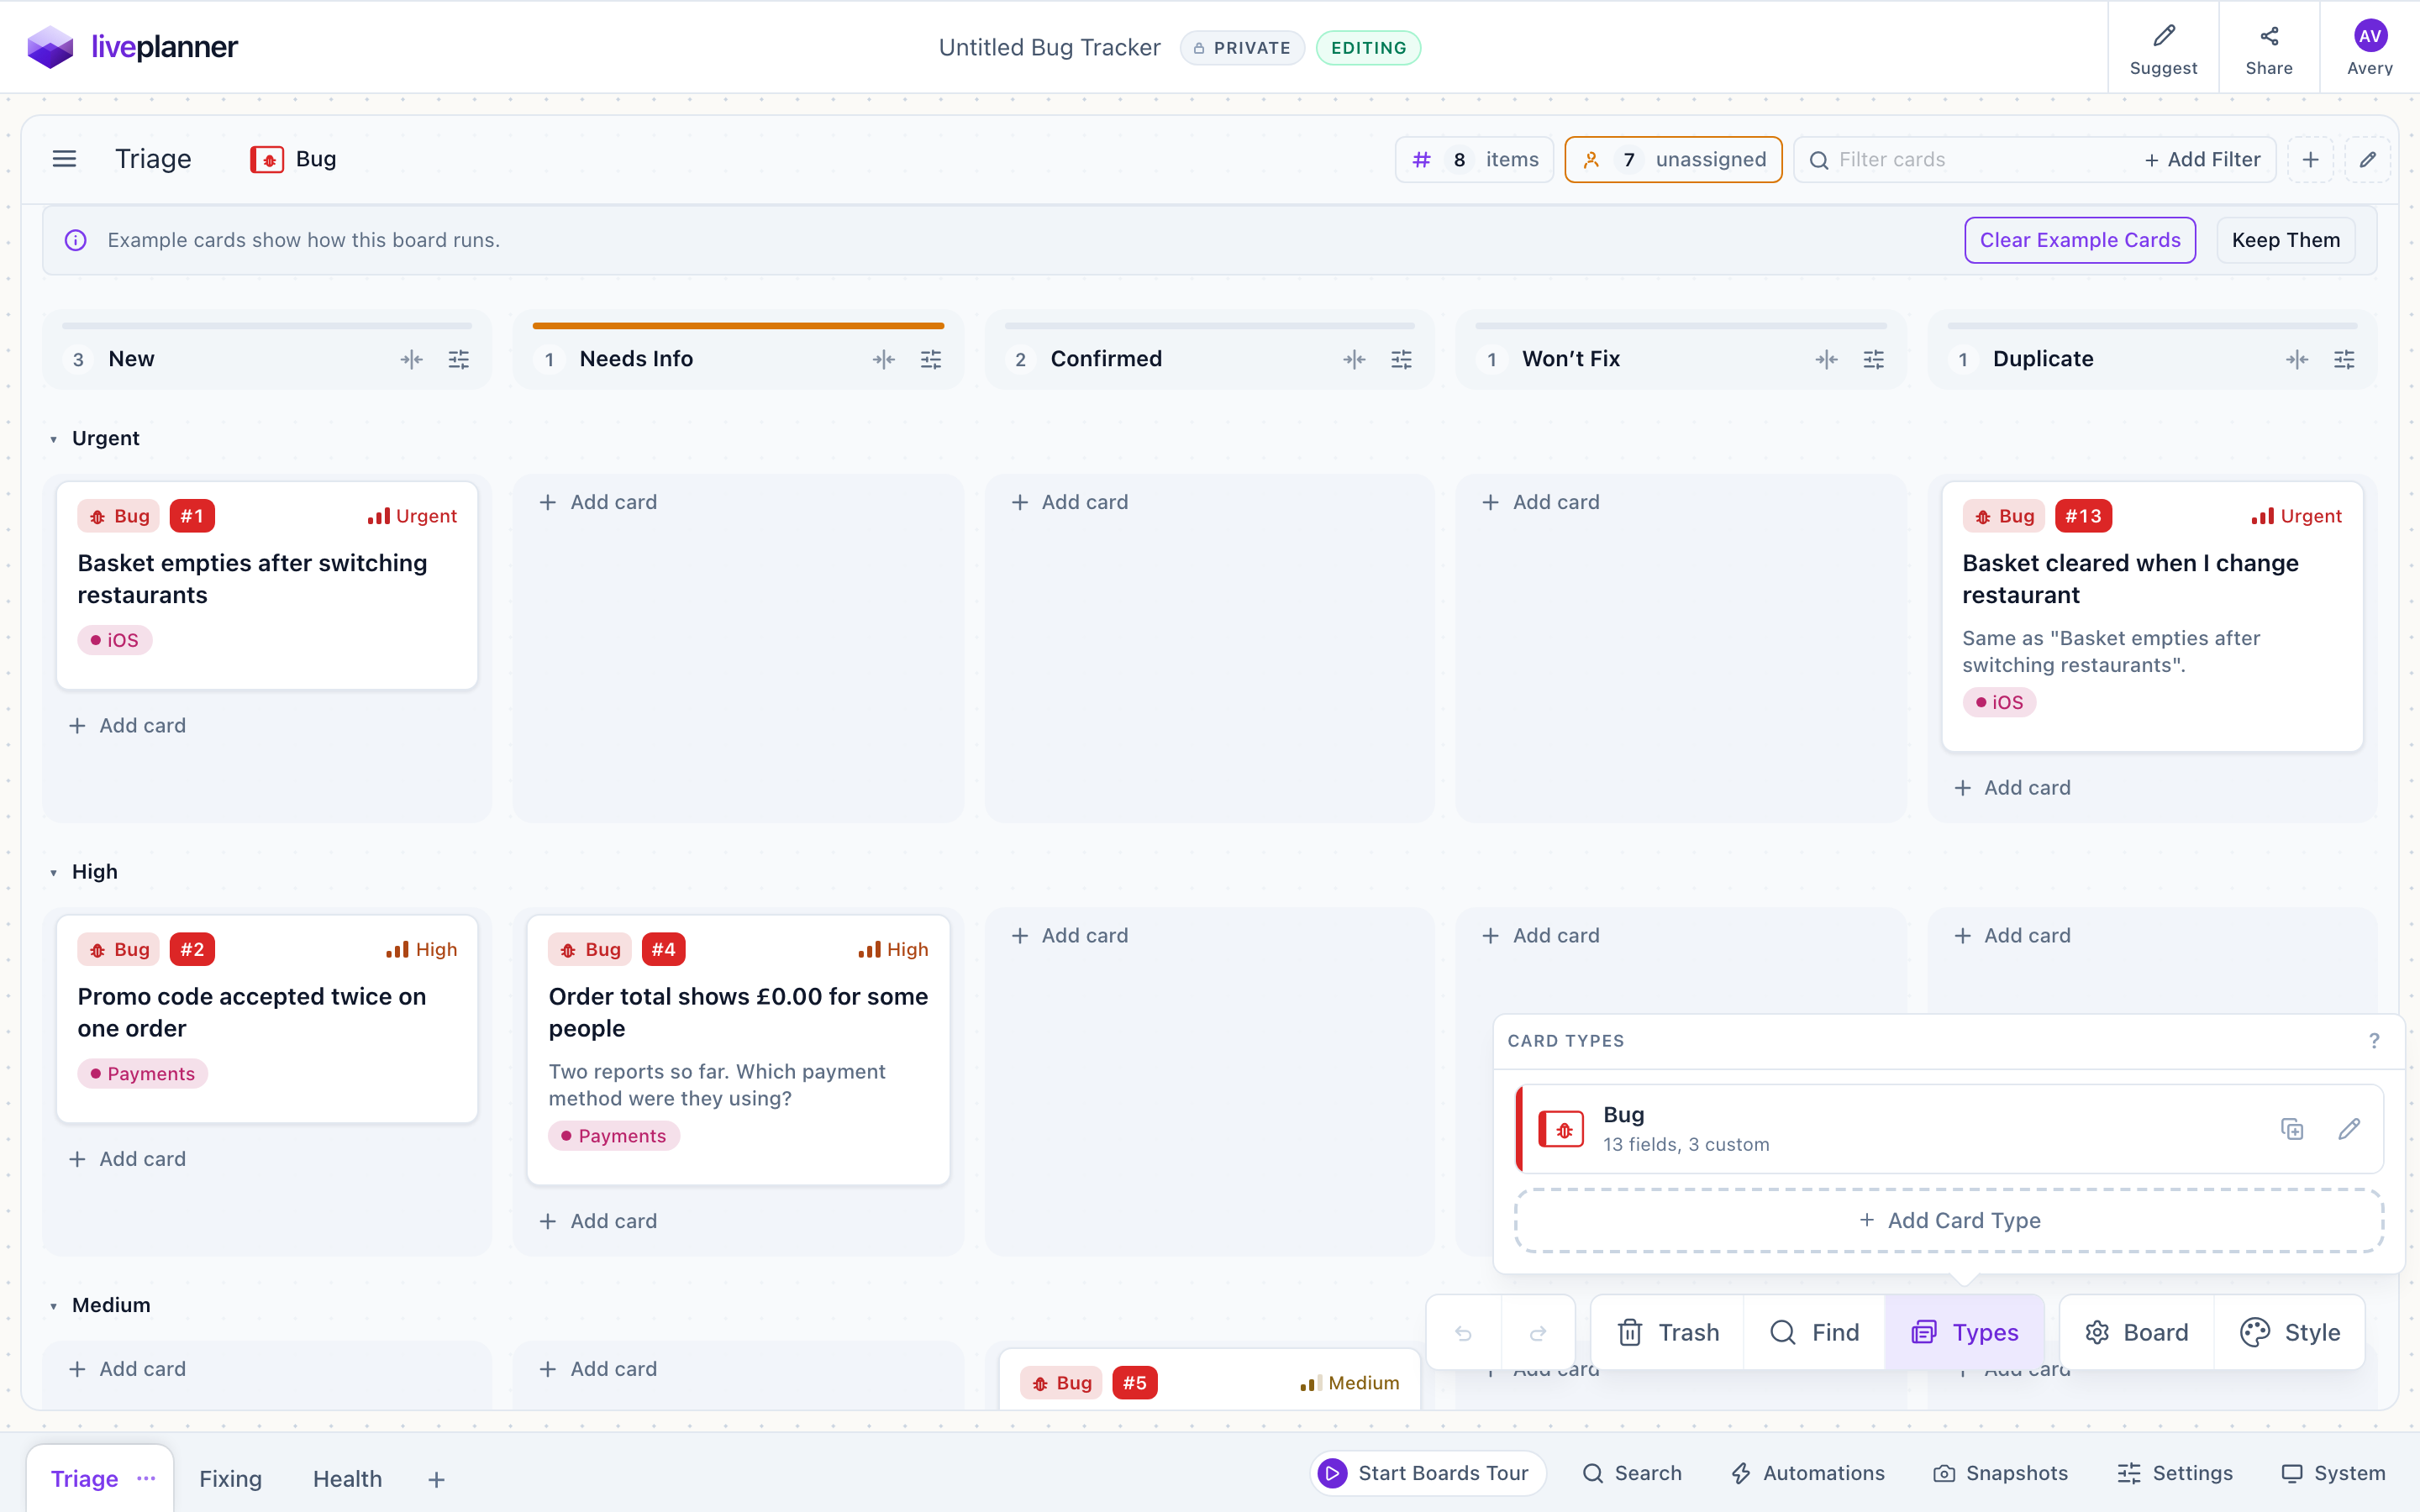 liveplanner
Untitled Bug Tracker
PRIVATE
EDITING
Suggest
Share
AV
Avery
Triage
Bug
# 8 items
7 unassigned
Filter cards
+ Add Filter
+
Example cards show how this board runs.
Clear Example Cards
Keep Them
3 New
1 Needs Info
2 Confirmed
1 Won’t Fix
1 Duplicate
Urgent
Bug #1 Urgent
Basket empties after switching
restaurants
iOS
+ Add card
+ Add card
+ Add card
+ Add card
Bug #13 Urgent
Basket cleared when I change
restaurant
Same as "Basket empties after
switching restaurants".
iOS
+ Add card
High
Bug #2 High
Promo code accepted twice on
one order
Payments
+ Add card
Bug #4 High
Order total shows £0.00 for some
people
Two reports so far. Which payment
method were they using?
Payments
+ Add card
+ Add card
+ Add card
+ Add card
CARD TYPES
?
Bug
13 fields, 3 custom
+ Add Card Type
Medium
+ Add card
+ Add card
Bug #5 Medium
Add card
Add card
Trash
Find
Types
Board
Style
Triage ...
Fixing
Health
+
Start Boards Tour
Search
Automations
Snapshots
Settings
System